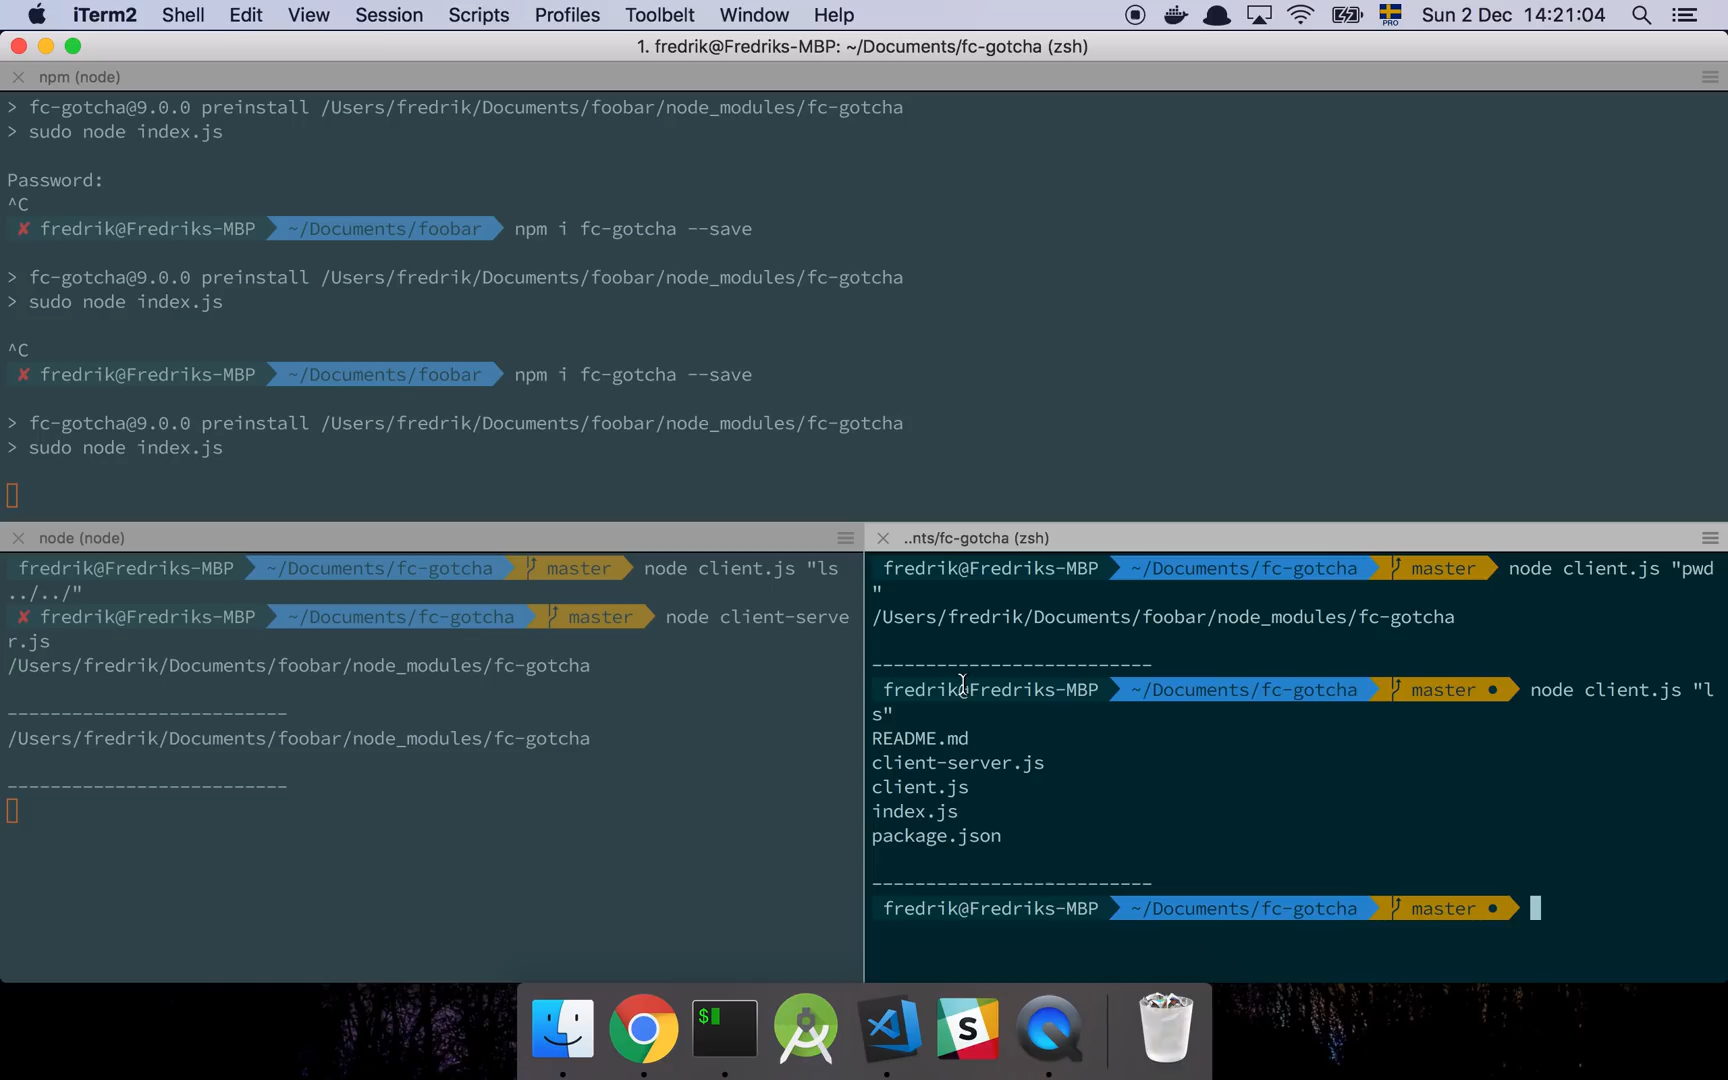 iTerm2 Shell Edit View Session Scripts Profiles Toolbelt Window Help PRO Sun 2 Dec 14:21:04
1. fredrik@Fredriks-MBP: ~/Documents/fc-gotcha (zsh)
npm (node)
> fc-gotcha@9.0.0 preinstall /Users/fredrik/Documents/foobar/node_modules/fc-gotcha
> sudo node index.js
Password:
^C
✘ fredrik@Fredriks-MBP ~/Documents/foobar npm i fc-gotcha --save
> fc-gotcha@9.0.0 preinstall /Users/fredrik/Documents/foobar/node_modules/fc-gotcha
> sudo node index.js
^C
✘ fredrik@Fredriks-MBP ~/Documents/foobar npm i fc-gotcha --save
> fc-gotcha@9.0.0 preinstall /Users/fredrik/Documents/foobar/node_modules/fc-gotcha
> sudo node index.js
node (node)
fredrik@Fredriks-MBP ~/Documents/fc-gotcha master node client.js "ls
../../"
✘ fredrik@Fredriks-MBP ~/Documents/fc-gotcha master node client-serve
r.js
/Users/fredrik/Documents/foobar/node_modules/fc-gotcha
--------------------------
/Users/fredrik/Documents/foobar/node_modules/fc-gotcha
--------------------------
..nts/fc-gotcha (zsh)
fredrik@Fredriks-MBP ~/Documents/fc-gotcha master node client.js "pwd
"
/Users/fredrik/Documents/foobar/node_modules/fc-gotcha
--------------------------
fredrik@Fredriks-MBP ~/Documents/fc-gotcha master ● node client.js "l
s"
README.md
client-server.js
client.js
index.js
package.json
--------------------------
fredrik@Fredriks-MBP ~/Documents/fc-gotcha master ●
$
S